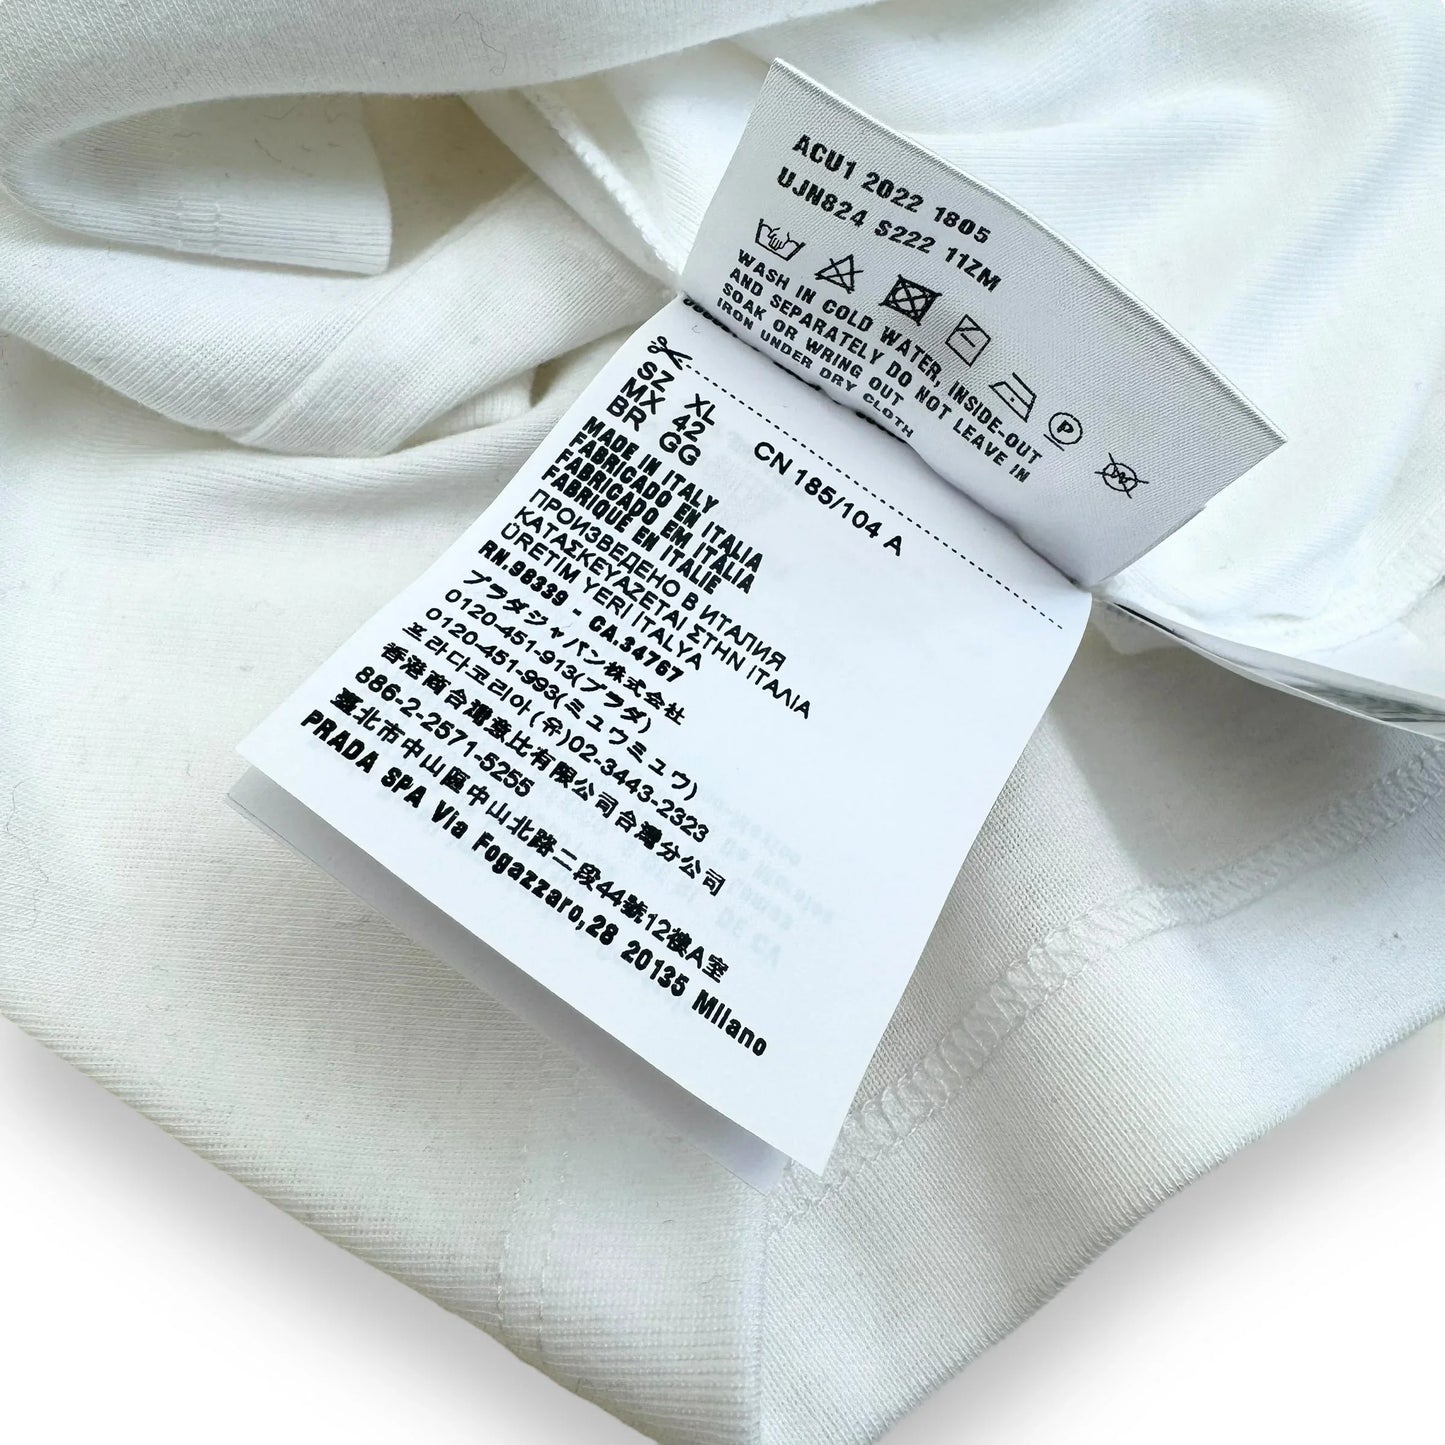 ACU1 2022 1805
UJN824 S222 11ZM
WASH IN COLD WATER, INSIDE-OUT
AND SEPARATELY DO NOT LEAVE IN
SOAK OR WRING OUT
IRON UNDER DRY CLOTH
P
SZ XL
MX 42 CN 185/104 A
BR GG
MADE IN ITALY
FABRICADO EN ITALIA
FABRICADO EM ITALIA
FABRIQUE EN ITALIE
ПРОИЗВЕДЕНО В ИТАЛИЯ
ΚΑΤΑΣΚΕΥΑΖΕΤΑΙ ΣΤΗΝ ΙΤΑΛΙΑ
ÜRETIM YERI ITALYA
RN.96339 - CA.34767
プラダジャパン株式会社
0120-451-913(プラダ)
0120-451-993(ミュウミュウ)
프라다코리아(유)02-3443-2323
香港商台灣意比有限公司台灣分公司
886-2-2571-5255
臺北市中山區中山北路二段44號12樓A室
PRADA SPA Via Fogazzaro,28 20135 Milano